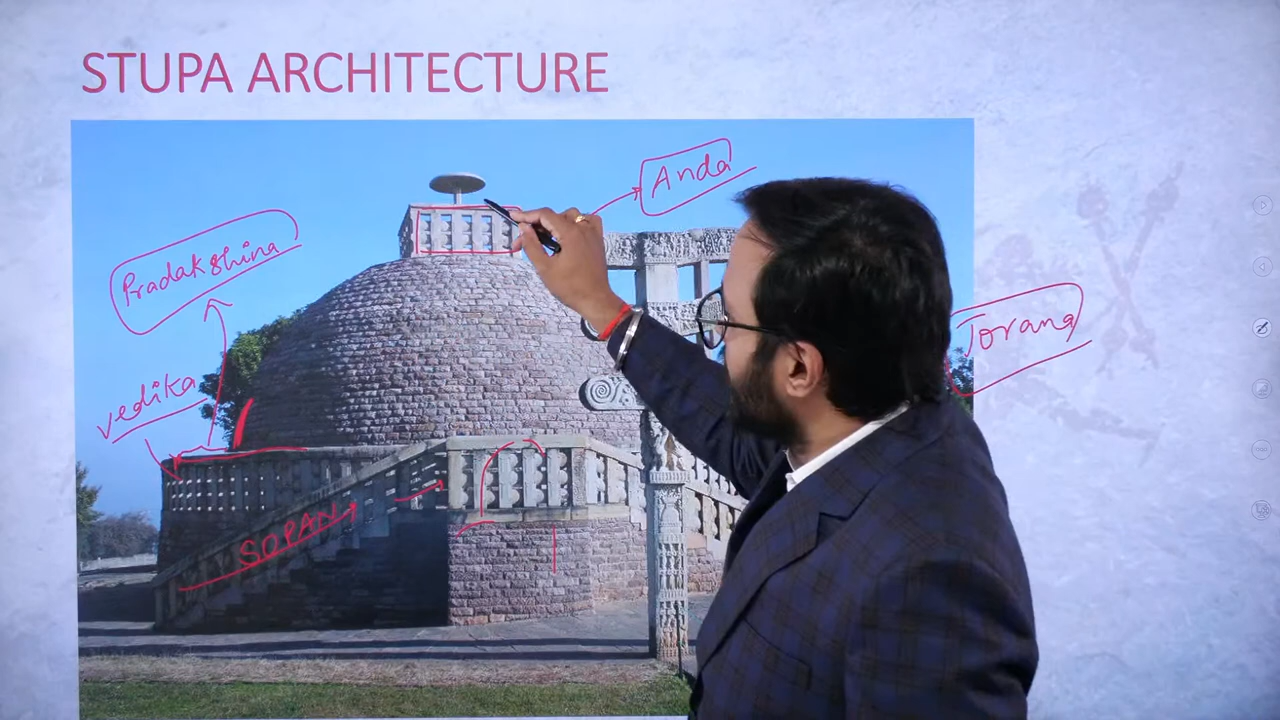 STUPA ARCHITECTURE
Anda
Pradakshina
Torana
vedika
SOPAN